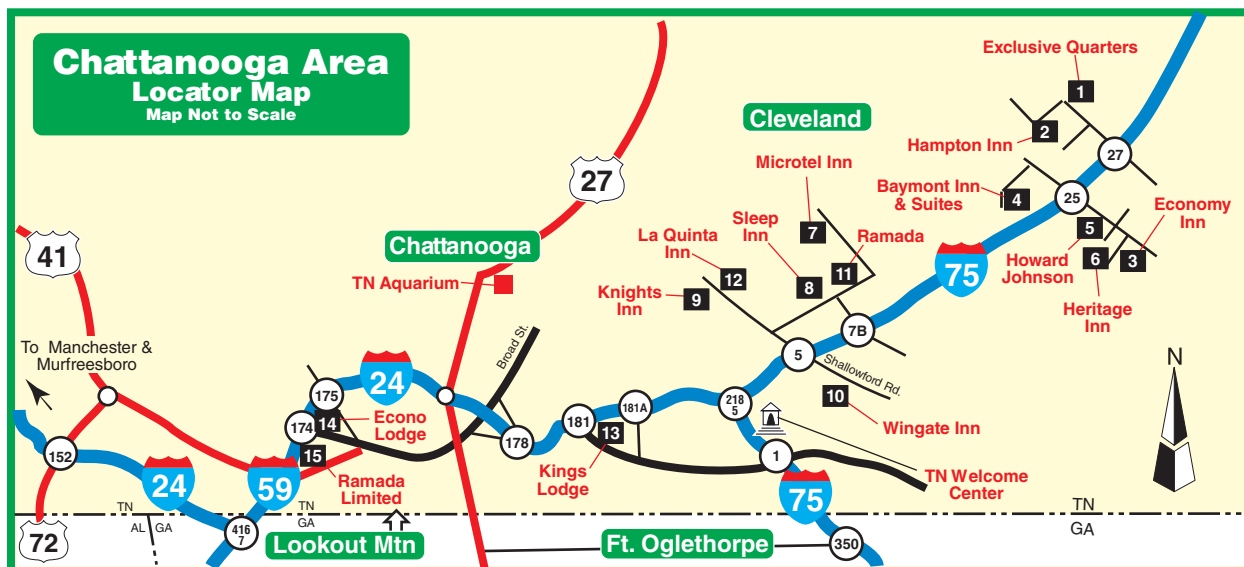 Chattanooga Area
Locator Map
Map Not to Scale
Exclusive Quarters
1
2
Hampton Inn
27
Cleveland
Microtel Inn
Baymont Inn
& Suites
4
25
Economy
Inn
27
41
Chattanooga
TN Aquarium
La Quinta
Inn
12
Sleep
Inn
7
Ramada
11
8
75
5
Howard
Johnson
6
3
Heritage
Inn
Knights
Inn
9
7B
5
Shallowford Rd.
To Manchester &
Murfreesboro
Broad St.
N
175
24
174
14
Econo
Lodge
15
Ramada
Limited
152
24
59
178
181
181A
13
Kings
Lodge
218
5
10
Wingate Inn
1
TN Welcome
Center
75
TN
AL
GA
TN
GA
TN
GA
72
416
7
Lookout Mtn
Ft. Oglethorpe
350